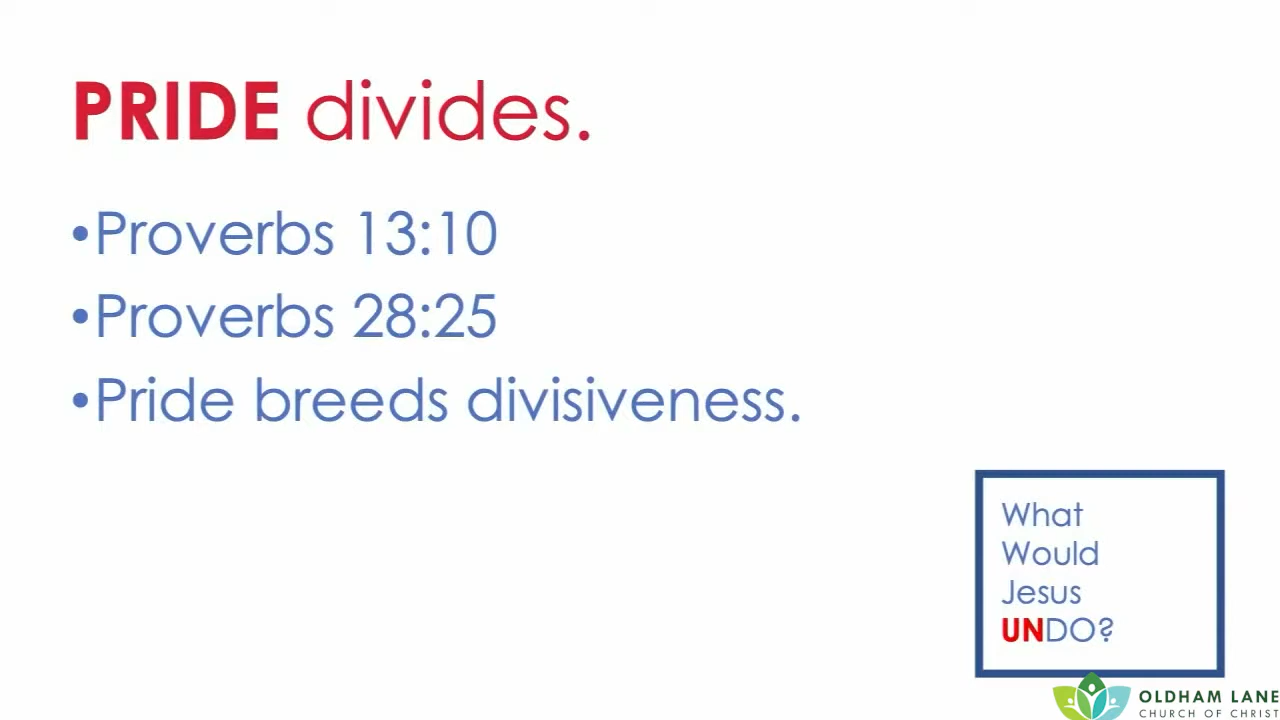 PRIDE divides.
•Proverbs 13:10
•Proverbs 28:25
•Pride breeds divisiveness.
What
Would
Jesus
UNDO?
OLDHAM LANE
CHURCH OF CHRIST